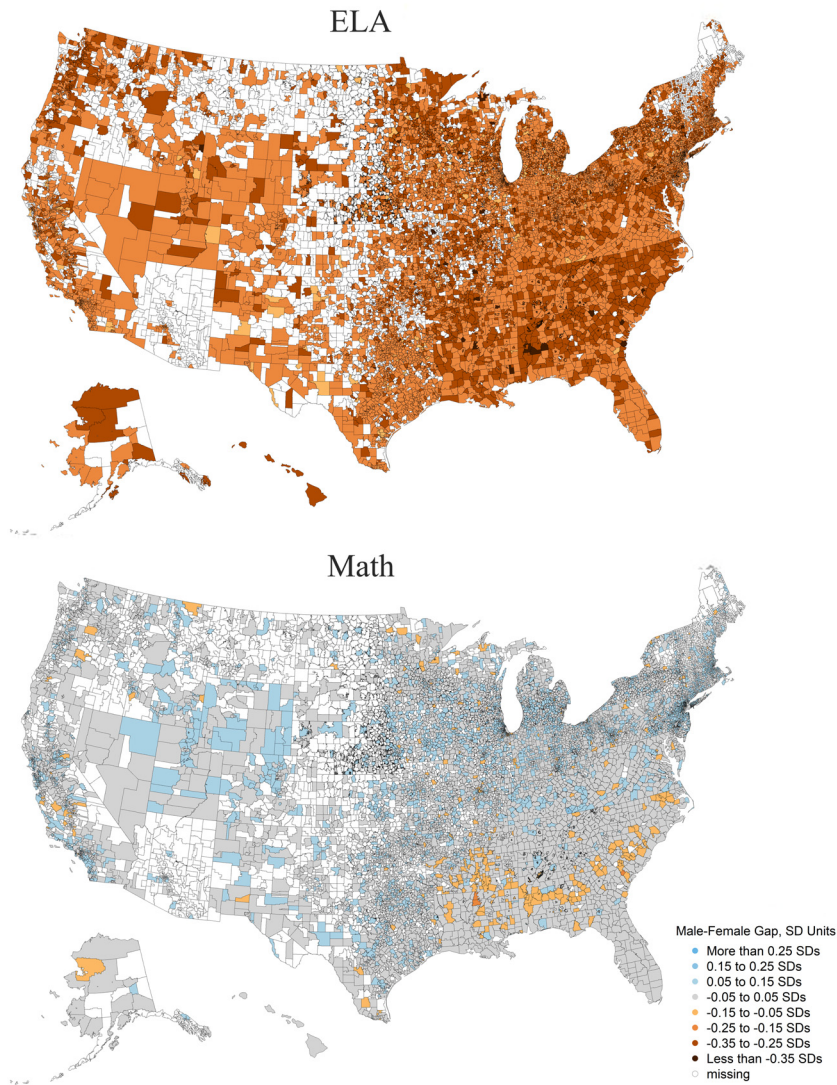 ELA
Math
Male-Female Gap, SD Units
More than 0.25 SDs
0.15 to 0.25 SDs
0.05 to 0.15 SDs
-0.05 to 0.05 SDs
-0.15 to -0.05 SDs
-0.25 to -0.15 SDs
-0.35 to -0.25 SDs
Less than -0.35 SDs
missing